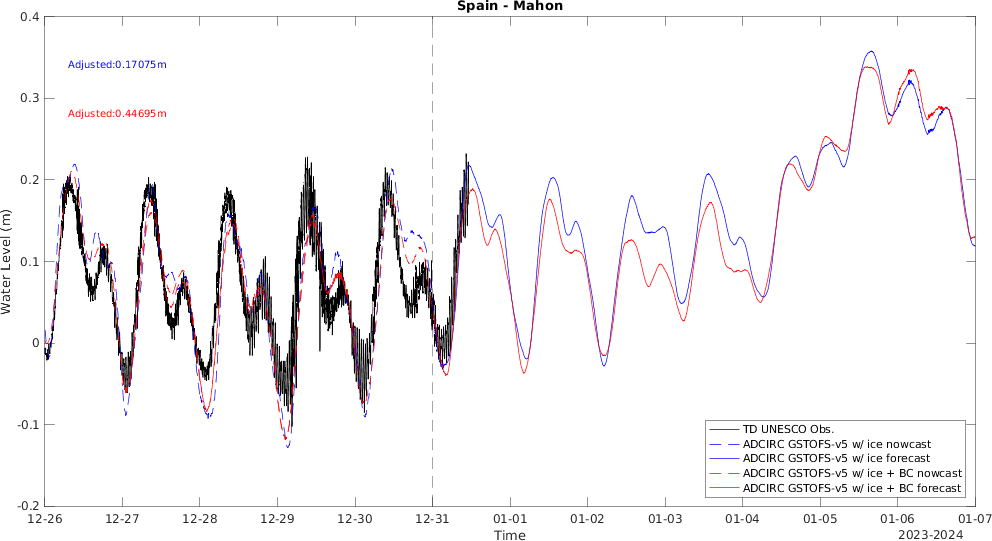 Spain - Mahon
0.4
0.3
0.2
0.1
0
-0.1
-0.2
Water Level (m)
Adjusted:0.17075m
Adjusted:0.44695m
TD UNESCO Obs.
ADCIRC GSTOFS-v5 w/ ice nowcast
ADCIRC GSTOFS-v5 w/ ice forecast
ADCIRC GSTOFS-v5 w/ ice + BC nowcast
ADCIRC GSTOFS-v5 w/ ice + BC forecast
12-26 12-27 12-28 12-29 12-30 12-31 01-01 01-02 01-03 01-04 01-05 01-06 01-07
Time
2023-2024